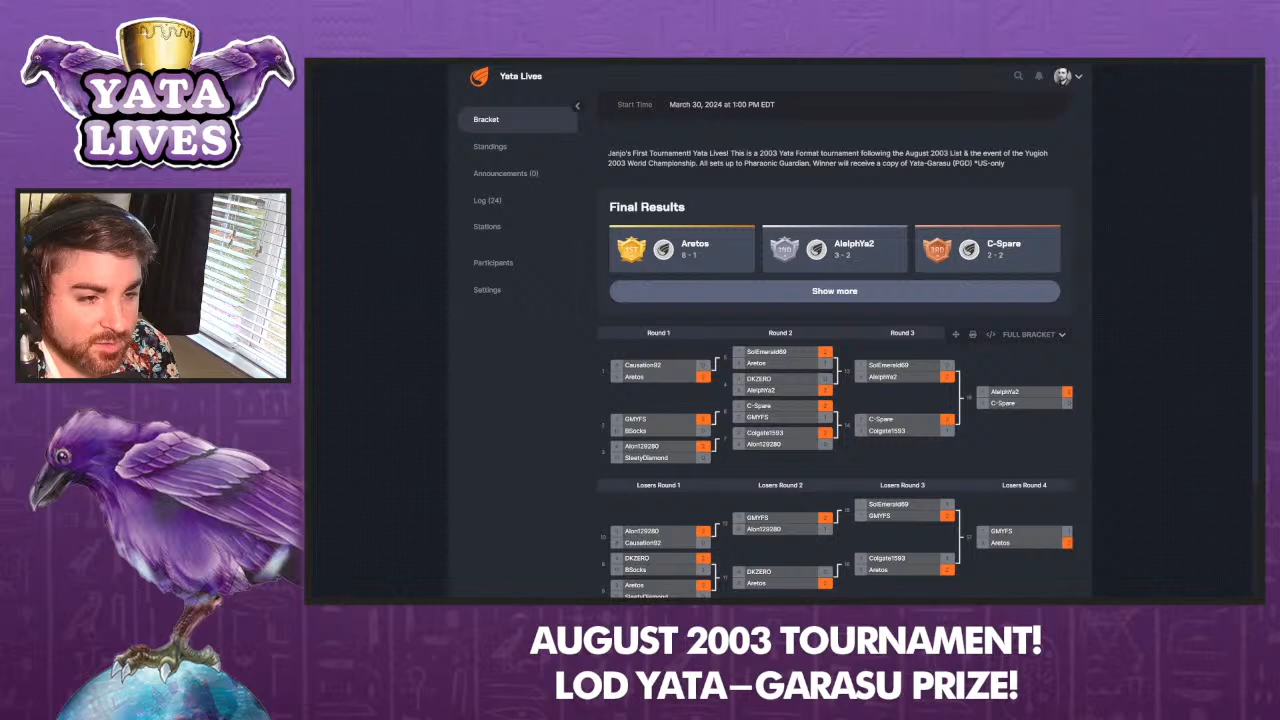 YATA
LIVES
Yata Lives
Start Time March 30, 2024 at 1:00 PM EDT
Bracket
Standings
Announcements (0)
Log (24)
Stations
Participants
Settings
Janjo's First Tournament! Yata Lives! This is a 2003 Yata Format tournament following the August 2003 List & the event of the Yugioh
2003 World Championship. All sets up to Pharaonic Guardian. Winner will receive a copy of Yata-Garasu (PGD) *US-only
Final Results
1ST Aretos
8 - 1
2ND AlelphYa2
3 - 2
3RD C-Spare
2 - 2
Show more
Round 1 Round 2 Round 3
FULL BRACKET
Causation92
Aretos
GMYFS
BSocks
Alon129280
SleetyDiamond
SolEmerald69
Aretos
DKZERO
AlelphYa2
C-Spare
GMYFS
Colgate1593
Alon129280
SolEmerald69
AlelphYa2
C-Spare
Colgate1593
AlelphYa2
C-Spare
Losers Round 1 Losers Round 2 Losers Round 3 Losers Round 4
Alon129280
Causation92
DKZERO
BSocks
Aretos
SleetyDiamond
GMYFS
Alon129280
DKZERO
Aretos
SolEmerald69
GMYFS
Colgate1593
Aretos
GMYFS
Aretos
AUGUST 2003 TOURNAMENT!
LOD YATA-GARASU PRIZE!